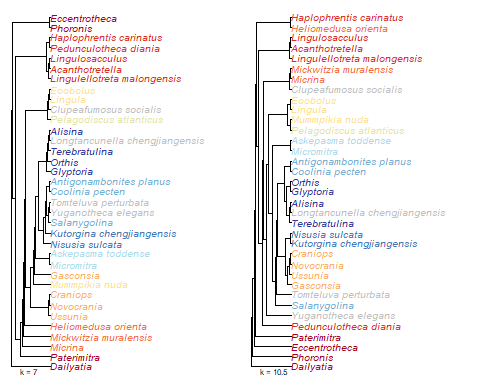 Eccentrotheca
Phoronis
Haplophrentis carinatus
Pedunculotheca diania
Lingulosacculus
Acanthotretella
Lingulellotreta malongensis
Eoobolus
Lingula
Clupeafumosus socialis
Pelagodiscus atlanticus
Alisina
Longtancunella chengjiangensis
Terebratulina
Orthis
Glyptoria
Antigonambonites planus
Coolinia pecten
Tomteluva perturbata
Yuganotheca elegans
Salanygolina
Kutorgina chengjiangensis
Nisusia sulcata
Askepasma toddense
Micromitra
Gasconsia
Mummpikia nuda
Craniops
Novocrania
Ussunia
Heliomedusa orienta
Mickwitzia muralensis
Micrina
Paterimitra
Dailyatia
k = 7
Haplophrentis carinatus
Heliomedusa orienta
Lingulosacculus
Acanthotretella
Lingulellotreta malongensis
Mickwitzia muralensis
Micrina
Clupeafumosus socialis
Eoobolus
Lingula
Mummpikia nuda
Pelagodiscus atlanticus
Askepasma toddense
Micromitra
Antigonambonites planus
Coolinia pecten
Orthis
Glyptoria
Alisina
Longtancunella chengjiangensis
Terebratulina
Nisusia sulcata
Kutorgina chengjiangensis
Craniops
Novocrania
Ussunia
Gasconsia
Tomteluva perturbata
Salanygolina
Yuganotheca elegans
Pedunculotheca diania
Paterimitra
Eccentrotheca
Phoronis
Dailyatia
k = 10.5